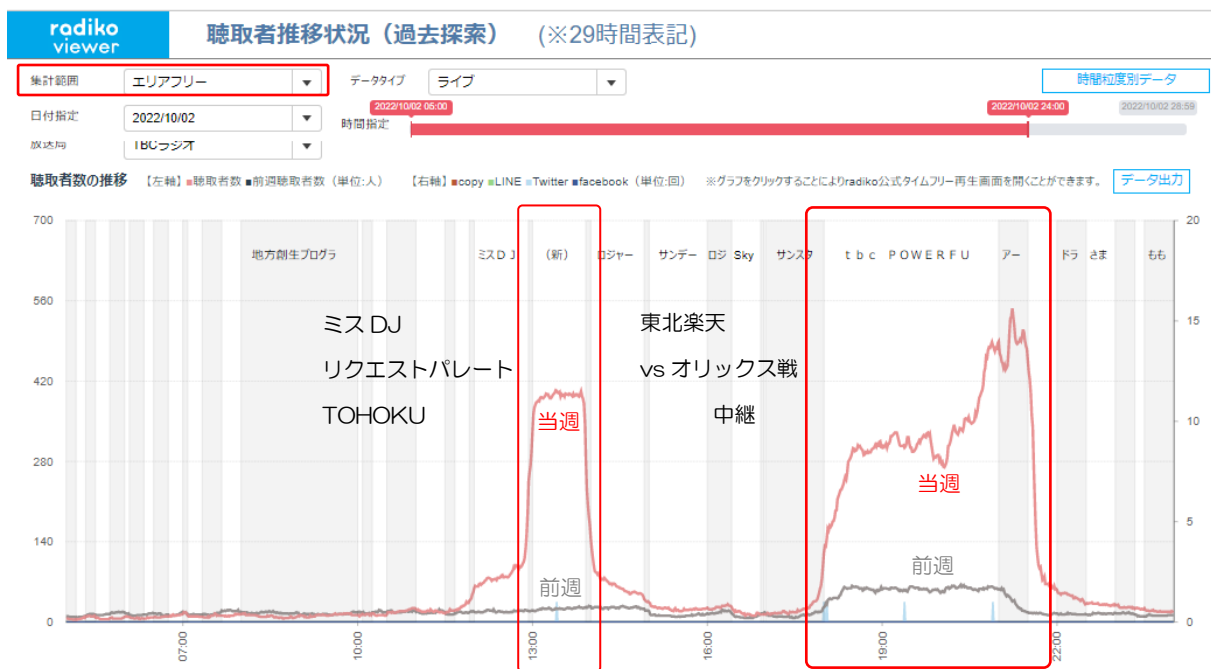 radiko
viewer
聴取者推移状況（過去探索） (※29時間表記)
集計範囲 エリアフリー ▼ データタイプ ライブ ▼ 時間粒度別データ
日付指定 2022/10/02 ▼ 時間指定 2022/10/02 05:00 2022/10/02 24:00 2022/10/02 28:59
放送局 TBCラジオ ▼
聴取者数の推移 【左軸】■聴取者数 ■前週聴取者数（単位:人） 【右軸】■copy ■LINE ■Twitter ■facebook（単位:回） ※グラフをクリックすることによりradiko公式タイムフリー再生画面を開くことができます。 データ出力
700 20
地方創生プログラ ミスDJ （新） ロジャー サンデー ロジ Sky サンスタ tbc POWERFU アー ドラ さま もも
560 15
ミスDJ 東北楽天
リクエストパレート vsオリックス戦
TOHOKU 中継
420
当週 10
280
当週
140 5
前週 前週
0 0
07:00 10:00 13:00 16:00 19:00 22:00